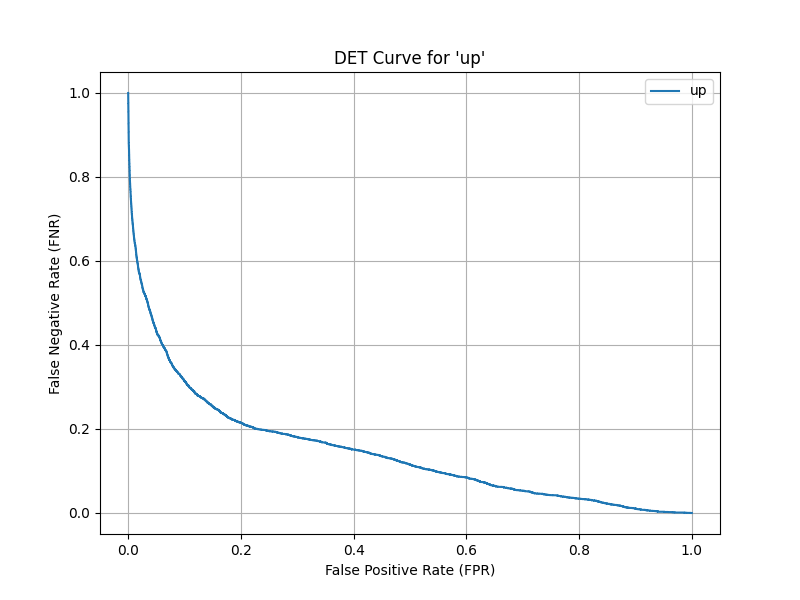 DET Curve for 'up'
up
1.0
0.8
0.6
0.4
0.2
0.0
False Negative Rate (FNR)
0.0 0.2 0.4 0.6 0.8 1.0
False Positive Rate (FPR)